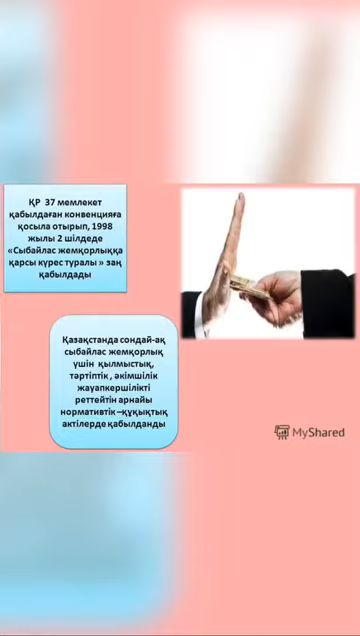 ҚР 37 мемлекет
қабылдаған конвенцияға
қосыла отырып, 1998
жылы 2 шілдеде
«Сыбайлас жемқорлыққа
қарсы күрес туралы » заң
қабылдады
Қазақстанда сондай-ақ
сыбайлас жемқорлық
үшін қылмыстық,
тәртіптік , әкімшілік
жауапкершілікті
реттейтін арнайы
нормативтік –құқықтық
актілерде қабылданды
MyShared